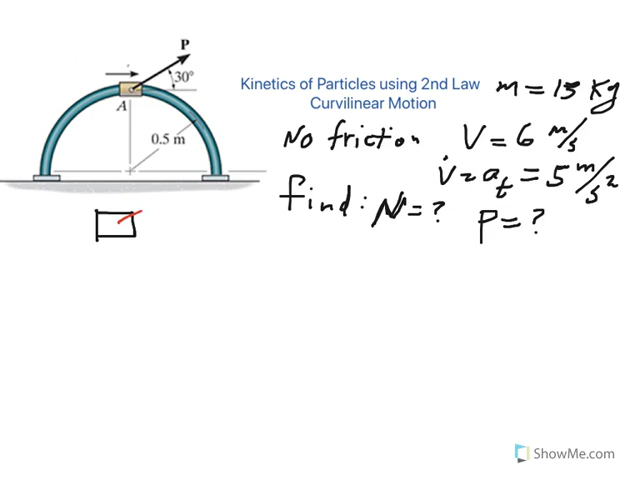 P
30°
A
0.5 m
Kinetics of Particles using 2nd Law
Curvilinear Motion
m = 15 Kg
No friction V = 6 m/s
v̇ = a_t = 5 m/s²
find : N = ?
P = ?
ShowMe.com